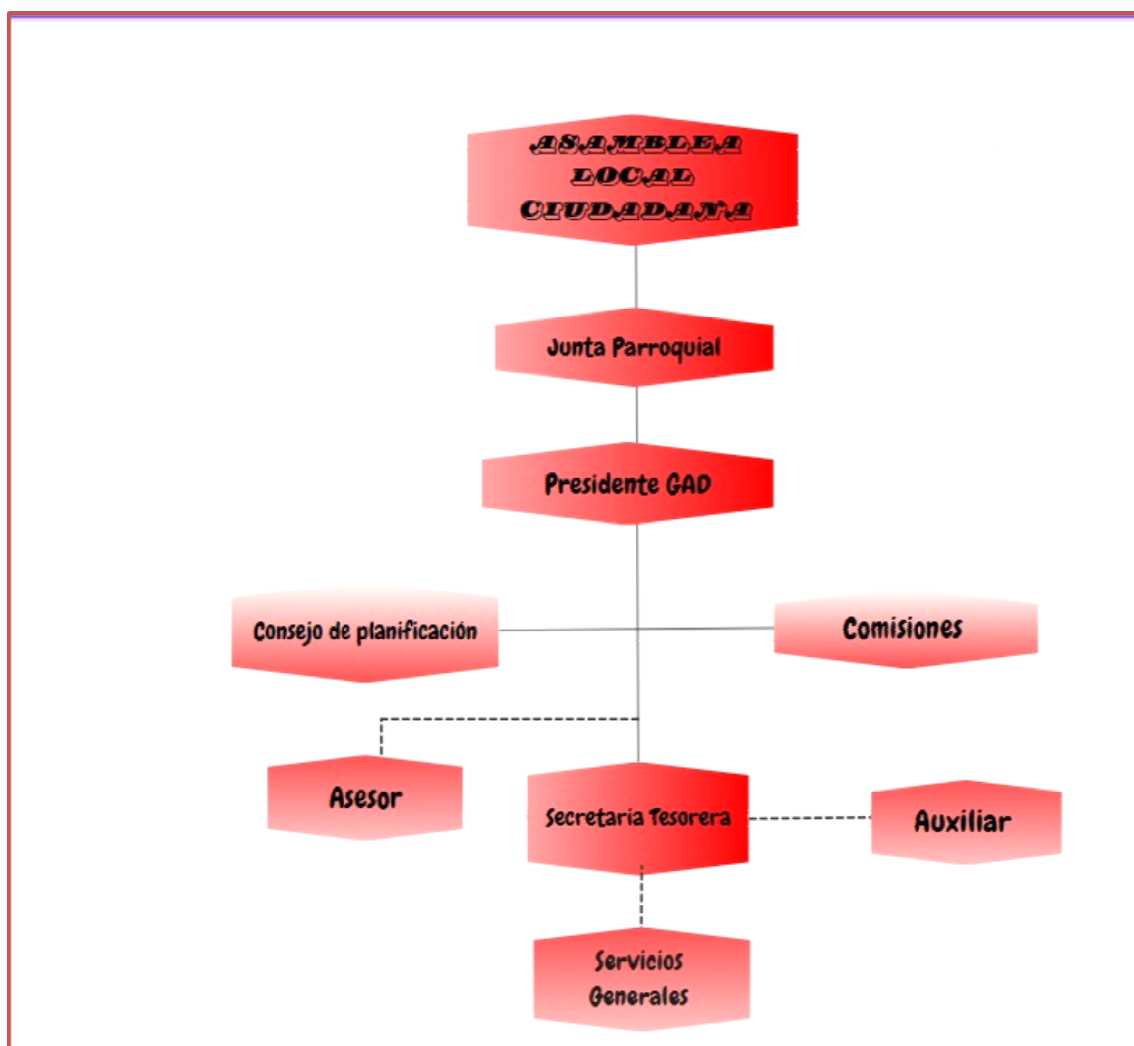 ASAMBLEA
LOCAL
CIUDADANA
Junta Parroquial
Presidente GAD
Consejo de planificación
Comisiones
Asesor
Secretaría Tesorera
Auxiliar
Servicios
Generales